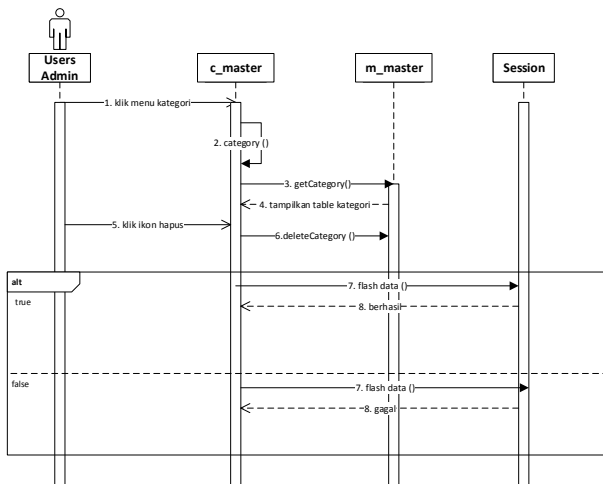 Users
Admin
c_master
m_master
Session
1. klik menu kategori
2. category ()
3. getCategory()
4. tampilkan table kategori
5. klik ikon hapus
6.deleteCategory ()
alt
true
7. flash data ()
8. berhasil
false
7. flash data ()
8. gagal